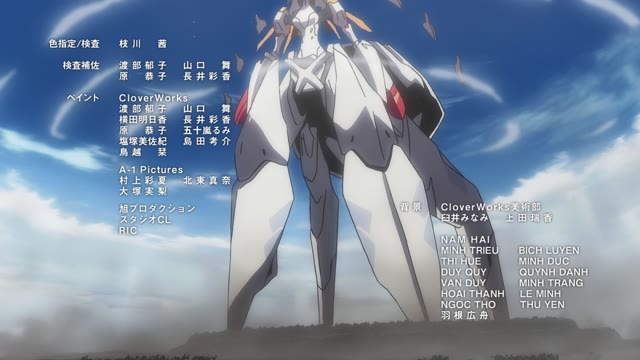 色指定/検査 枝川 茜
検査補佐 渡部郁子 山口 舞
原 恭子 長井彩香
ペイント CloverWorks
渡部郁子 山口 舞
横田明日香 長井彩香
原 恭子 五十嵐るみ
塩塚美佐紀 島田考介
鳥越 栞
A-1 Pictures
村上彩夏 北東真奈
大塚実梨
旭プロダクション
スタジオCL
RIC
背景 CloverWorks美術部
臼井みなみ 上田瑞香
NAM HAI
MINH TRIEU BICH LUYEN
THI HUE MINH DUC
DUY QUY QUYNH DANH
VAN DUY MINH TRANG
HOAI THANH LE MINH
NGOC THO THU YEN
羽根広舟